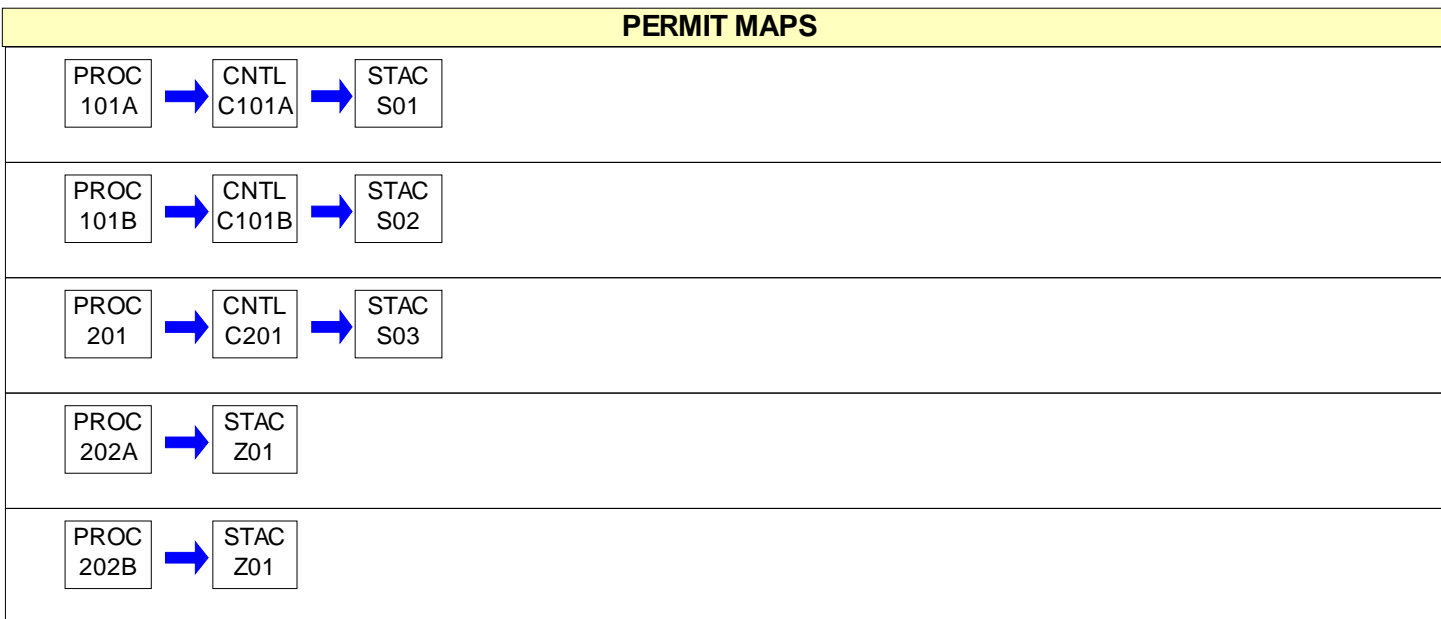 PERMIT MAPS
PROC CNTL STAC
101A C101A S01
PROC CNTL STAC
101B C101B S02
PROC CNTL STAC
201 C201 S03
PROC STAC
202A Z01
PROC STAC
202B Z01